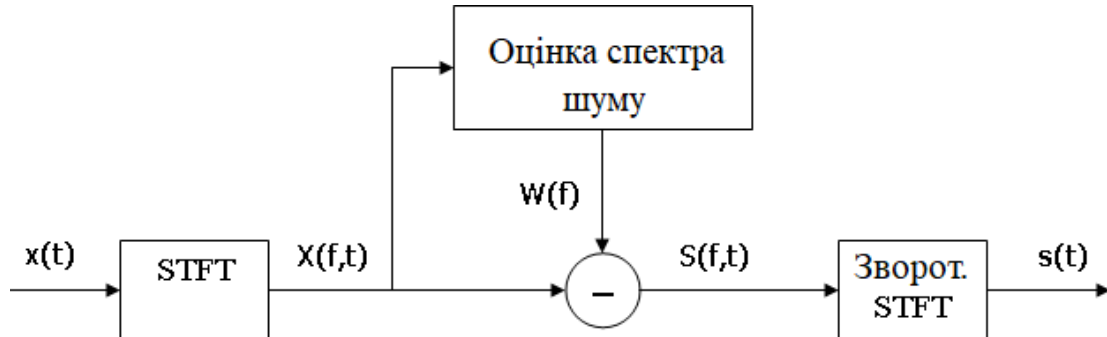 Оцінка спектра
шуму
W(f)
x(t)
STFT
X(f,t)
–
S(f,t)
Зворот.
STFT
s(t)